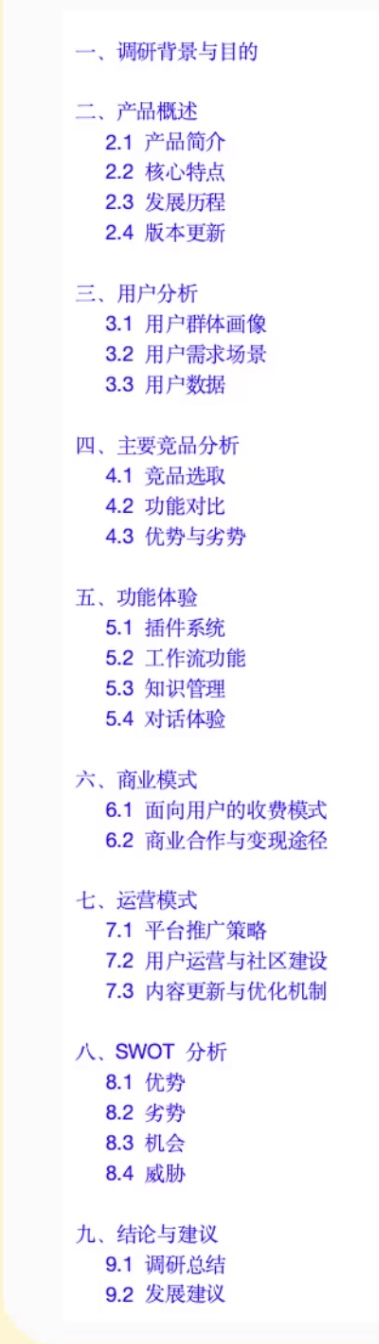 一、调研背景与目的
二、产品概述
2.1 产品简介
2.2 核心特点
2.3 发展历程
2.4 版本更新
三、用户分析
3.1 用户群体画像
3.2 用户需求场景
3.3 用户数据
四、主要竞品分析
4.1 竞品选取
4.2 功能对比
4.3 优势与劣势
五、功能体验
5.1 插件系统
5.2 工作流功能
5.3 知识管理
5.4 对话体验
六、商业模式
6.1 面向用户的收费模式
6.2 商业合作与变现途径
七、运营模式
7.1 平台推广策略
7.2 用户运营与社区建设
7.3 内容更新与优化机制
八、SWOT 分析
8.1 优势
8.2 劣势
8.3 机会
8.4 威胁
九、结论与建议
9.1 调研总结
9.2 发展建议